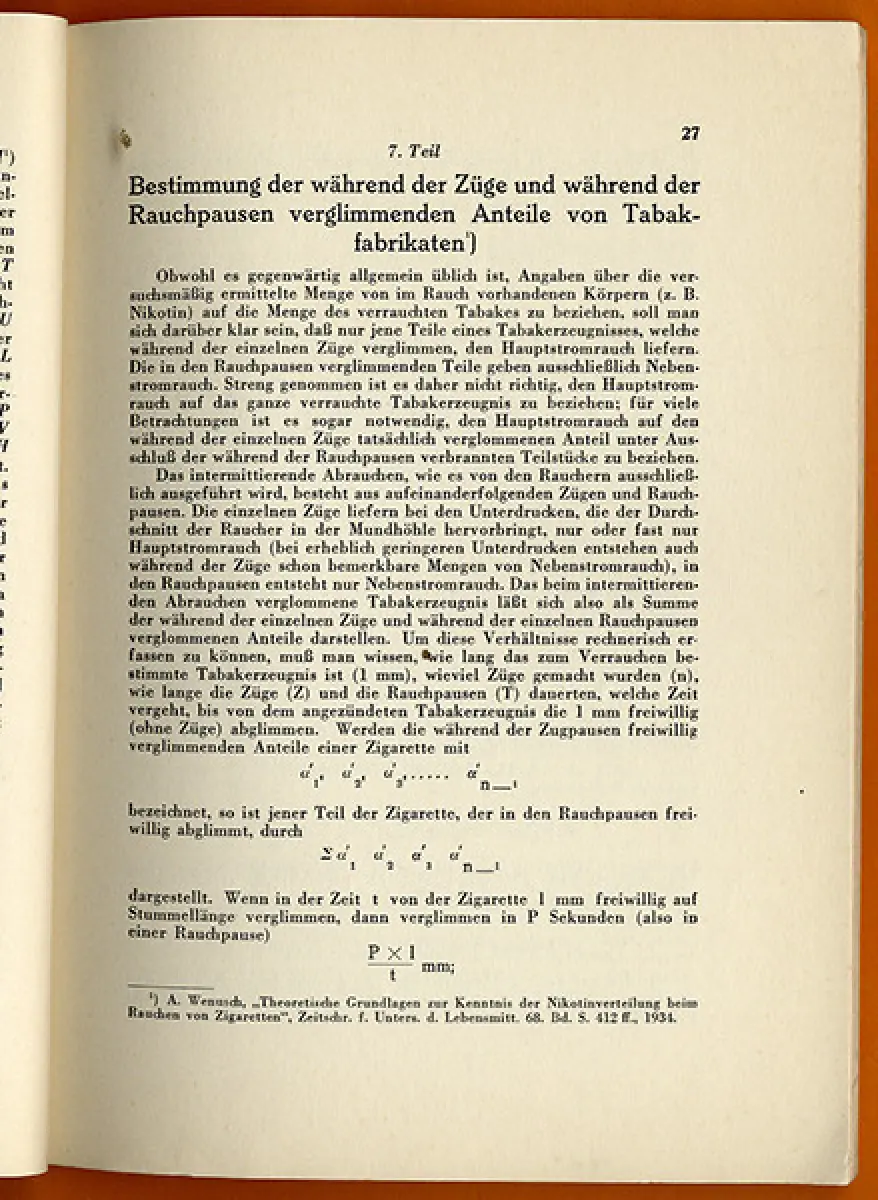 27
7. Teil
Bestimmung der während der Züge und während der
Rauchpausen verglimmenden Anteile von Tabak-
fabrikaten¹)
Obwohl es gegenwärtig allgemein üblich ist, Angaben über die ver-
suchsmäßig ermittelte Menge von im Rauch vorhandenen Körpern (z. B.
Nikotin) auf die Menge des verrauchten Tabakes zu beziehen, soll man
sich darüber klar sein, daß nur jene Teile eines Tabakerzeugnisses, welche
während der einzelnen Züge verglimmen, den Hauptstromrauch liefern.
Die in den Rauchpausen verglimmenden Teile geben ausschließlich Neben-
stromrauch. Streng genommen ist es daher nicht richtig, den Hauptstrom-
rauch auf das ganze verrauchte Tabakerzeugnis zu beziehen; für viele
Betrachtungen ist es sogar notwendig, den Hauptstromrauch auf den
während der einzelnen Züge tatsächlich verglommenen Anteil unter Aus-
schluß der während der Rauchpausen verbrannten Teilstücke zu beziehen.
Das intermittierende Abrauchen, wie es von den Rauchern ausschließ-
lich ausgeführt wird, besteht aus aufeinanderfolgenden Zügen und Rauch-
pausen. Die einzelnen Züge liefern bei den Unterdrucken, die der Durch-
schnitt der Raucher in der Mundhöhle hervorbringt, nur oder fast nur
Hauptstromrauch (bei erheblich geringeren Unterdrucken entstehen auch
während der Züge schon bemerkbare Mengen von Nebenstromrauch), in
den Rauchpausen entsteht nur Nebenstromrauch. Das beim intermittieren-
den Abrauchen verglommene Tabakerzeugnis läßt sich also als Summe
der während der einzelnen Züge und während der einzelnen Rauchpausen
verglommenen Anteile darstellen. Um diese Verhältnisse rechnerisch er-
fassen zu können, muß man wissen, wie lang das zum Verrauchen be-
stimmte Tabakerzeugnis ist (l mm), wieviel Züge gemacht wurden (n),
wie lange die Züge (Z) und die Rauchpausen (T) dauerten, welche Zeit
vergeht, bis von dem angezündeten Tabakerzeugnis die l mm freiwillig
(ohne Züge) abglimmen. Werden die während der Zugpausen freiwillig
verglimmenden Anteile einer Zigarette mit
a'₁, a'₂, a'₃, ..... a'n—1
bezeichnet, so ist jener Teil der Zigarette, der in den Rauchpausen frei-
willig abglimmt, durch
Σ a'₁ a'₂ a'₃ a'n—1
dargestellt. Wenn in der Zeit t von der Zigarette l mm freiwillig auf
Stummellänge verglimmen, dann verglimmen in P Sekunden (also in
einer Rauchpause)
P × l
t mm;
¹) A. Wenusch, „Theoretische Grundlagen zur Kenntnis der Nikotinverteilung beim
Rauchen von Zigaretten", Zeitschr. f. Unters. d. Lebensmitt. 68. Bd. S. 412 ff., 1934.